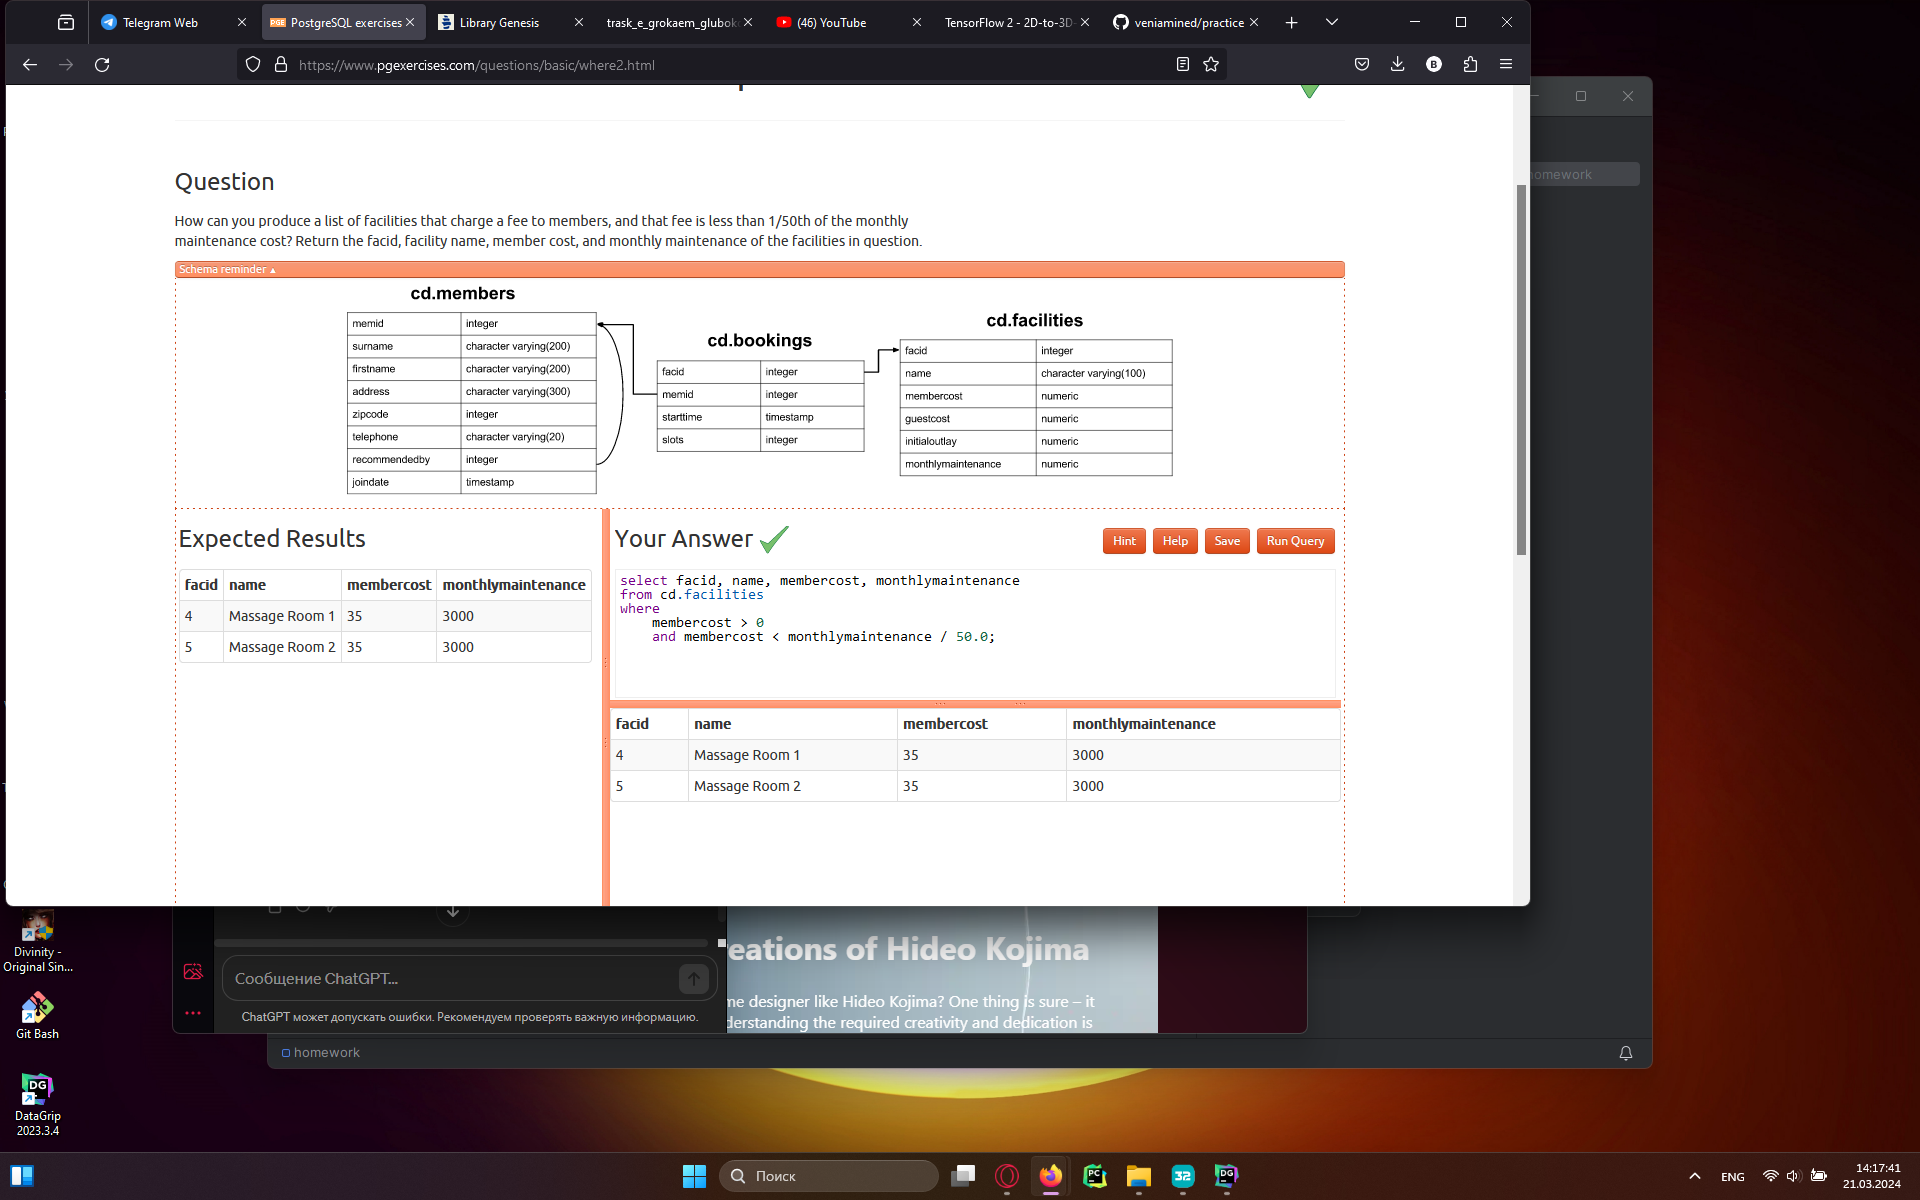 Telegram Web
PostgreSQL exercises
Library Genesis
trask_e_grokaem_glubok
(46) YouTube
TensorFlow 2 - 2D-to-3D-
veniamined/practice
https://www.pgexercises.com/questions/basic/where2.html
B
Question
How can you produce a list of facilities that charge a fee to members, and that fee is less than 1/50th of the monthly
maintenance cost? Return the facid, facility name, member cost, and monthly maintenance of the facilities in question.
Schema reminder ▴
cd.members
memid integer
surname character varying(200)
firstname character varying(200)
address character varying(300)
zipcode integer
telephone character varying(20)
recommendedby integer
joindate timestamp
cd.bookings
facid integer
memid integer
starttime timestamp
slots integer
cd.facilities
facid integer
name character varying(100)
membercost numeric
guestcost numeric
initialoutlay numeric
monthlymaintenance numeric
Expected Results
facid name membercost monthlymaintenance
4 Massage Room 1 35 3000
5 Massage Room 2 35 3000
Your Answer
Hint Help Save Run Query
select facid, name, membercost, monthlymaintenance
from cd.facilities
where
membercost > 0
and membercost < monthlymaintenance / 50.0;
facid name membercost monthlymaintenance
4 Massage Room 1 35 3000
5 Massage Room 2 35 3000
homework
Divinity -
Original Sin...
Git Bash
DG
DataGrip
2023.3.4
Сообщение ChatGPT...
ChatGPT может допускать ошибки. Рекомендуем проверять важную информацию.
eations of Hideo Kojima
me designer like Hideo Kojima? One thing is sure – it
derstanding the required creativity and dedication is
homework
Поиск
PC
32
DG
ENG
14:17:41
21.03.2024